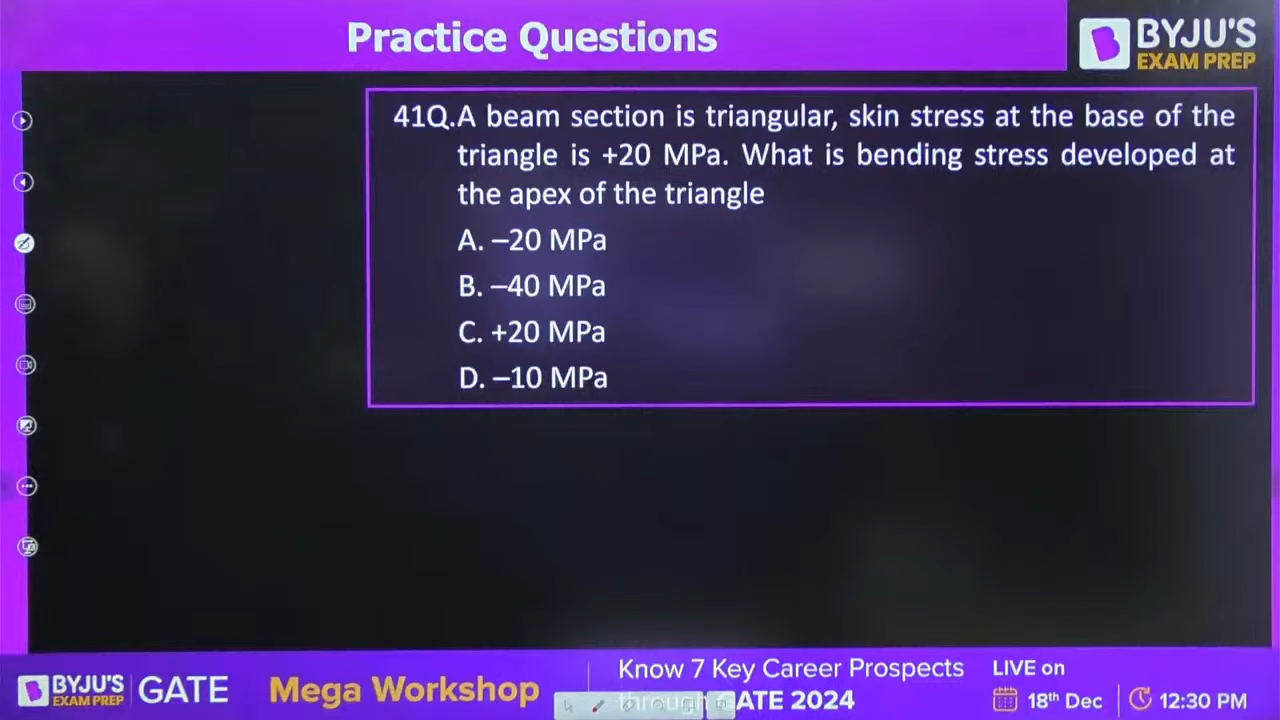 Practice Questions
BYJU'S
EXAM PREP
41Q.A beam section is triangular, skin stress at the base of the
triangle is +20 MPa. What is bending stress developed at
the apex of the triangle
A. –20 MPa
B. –40 MPa
C. +20 MPa
D. –10 MPa
BYJU'S
EXAM PREP
GATE
Mega Workshop
Know 7 Key Career Prospects
through GATE 2024
LIVE on
18th Dec
12:30 PM